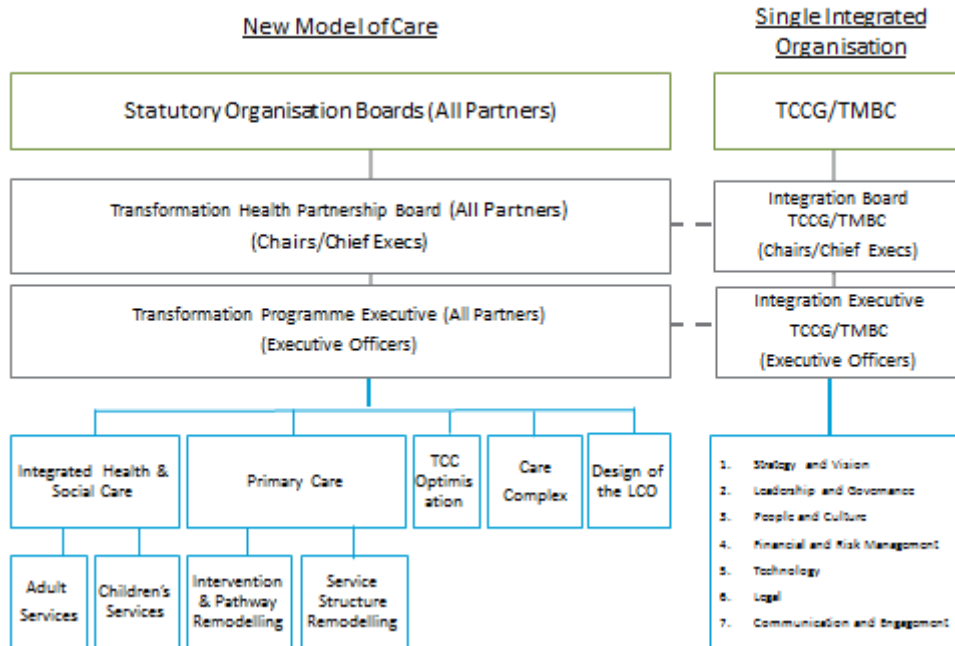 New Model of Care
Single Integrated
Organisation
Statutory Organisation Boards (All Partners)
TCCG/TMBC
Transformation Health Partnership Board (All Partners)
(Chairs/Chief Execs)
Integration Board
TCCG/TMBC
(Chairs/Chief Execs)
Transformation Programme Executive (All Partners)
(Executive Officers)
Integration Executive
TCCG/TMBC
(Executive Officers)
Integrated Health &
Social Care
Primary Care
TCC
Optimis
ation
Care
Complex
Design of
the LCO
Adult
Services
Children's
Services
Intervention
& Pathway
Remodelling
Service
Structure
Remodelling
1. Strategy and Vision
2. Leadership and Governance
3. People and Culture
4. Financial and Risk Management
5. Technology
6. Legal
7. Communication and Engagement